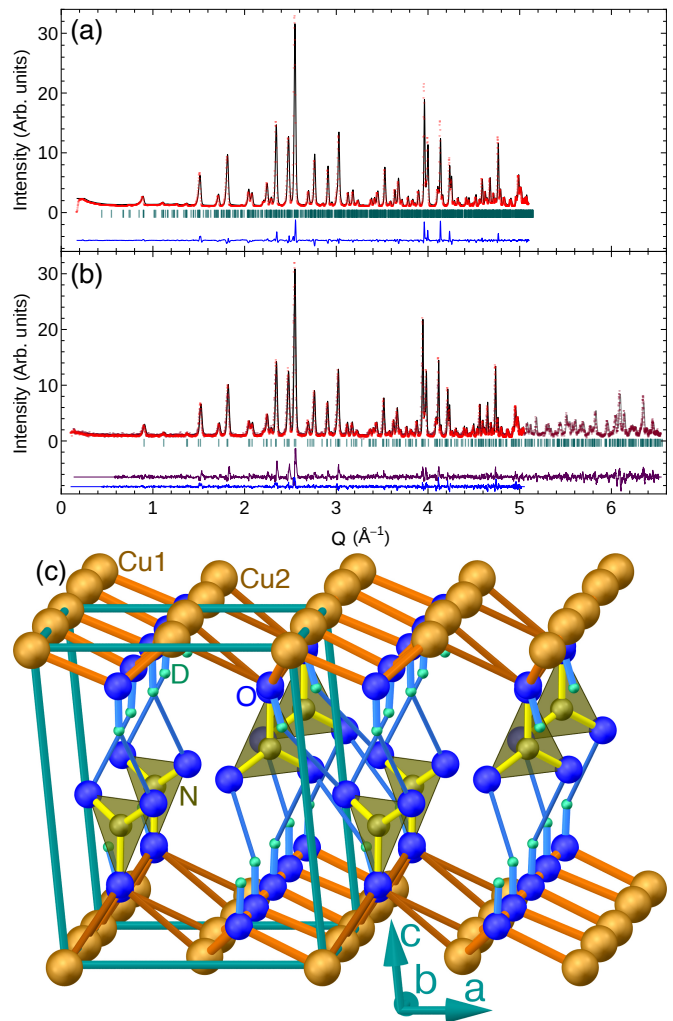 (a)
Intensity (Arb. units)
30
20
10
0
(b)
Intensity (Arb. units)
30
20
10
0
0 1 2 3 4 5 6
Q (Å⁻¹)
(c)
Cu1
Cu2
D
O
N
c
b
a